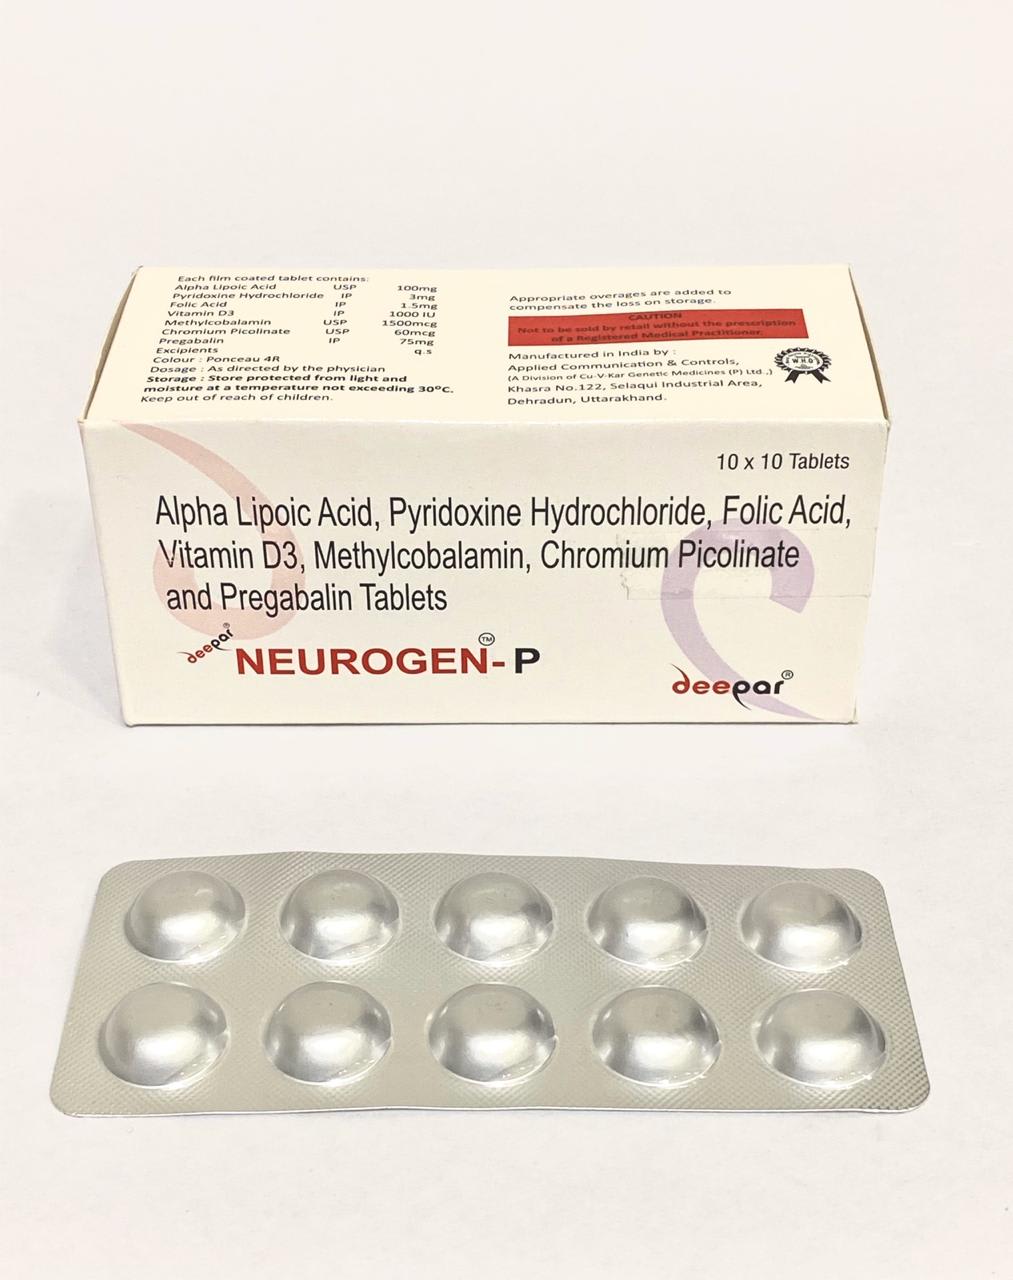 Each film coated tablet contains:
Alpha Lipoic Acid USP 100mg
Pyridoxine Hydrochloride IP 3mg
Folic Acid IP 1.5mg
Vitamin D3 IP 1000 IU
Methylcobalamin USP 1500mcg
Chromium Picolinate USP 60mcg
Pregabalin IP 75mg
Excipients q.s
Colour : Ponceau 4R
Dosage : As directed by the physician
Storage : Store protected from light and
moisture at a temperature not exceeding 30ºC.
Keep out of reach of children.
Appropriate overages are added to
compensate the loss on storage.
CAUTION
Not to be sold by retail without the prescription
of a Registered Medical Practitioner.
Manufactured in India by :
Applied Communication & Controls,
(A Division of Cu-V-Kar Genetic Medicines (P) Ltd.,)
Khasra No.122, Selaqui Industrial Area,
Dehradun, Uttarakhand.
W.H.O
10 x 10 Tablets
Alpha Lipoic Acid, Pyridoxine Hydrochloride, Folic Acid,
Vitamin D3, Methylcobalamin, Chromium Picolinate
and Pregabalin Tablets
deepar® NEUROGEN-P™
deepar®